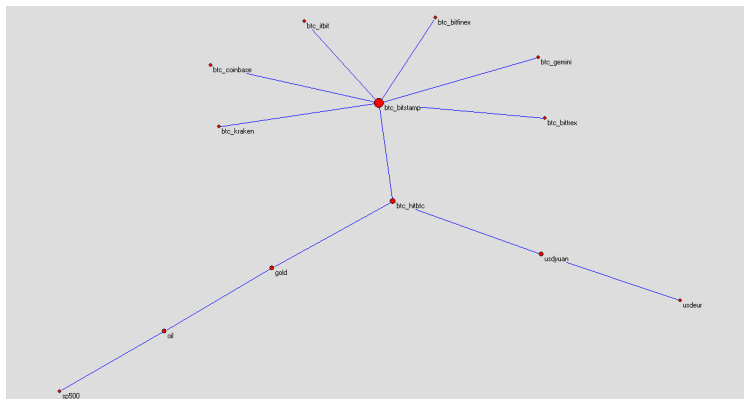 btc_itbit
btc_bitfinex
btc_gemini
btc_coinbase
btc_bitstamp
btc_bittrex
btc_kraken
btc_hitbtc
usdyuan
gold
usdeur
oil
sp500